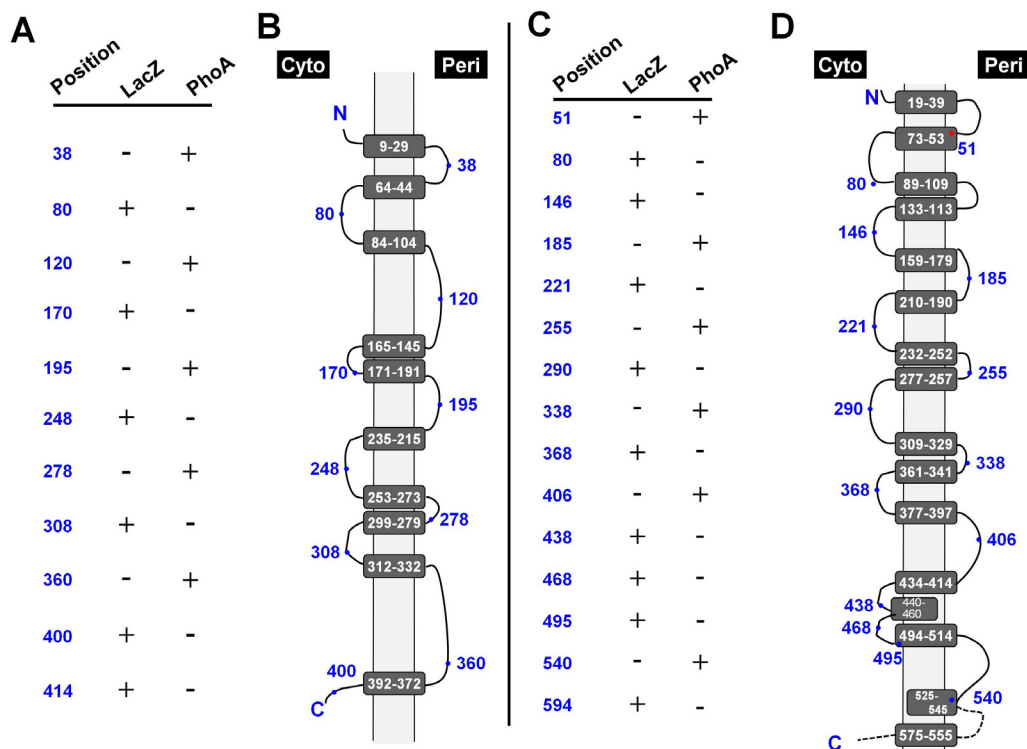 A
Position LacZ PhoA
38 - +
80 + -
120 - +
170 + -
195 - +
248 + -
278 - +
308 + -
360 - +
400 + -
414 + -
B
Cyto Peri
N
9-29
38
64-44
80
84-104
120
165-145
170
171-191
195
235-215
248
253-273
299-279
278
308
312-332
360
400
392-372
C
C
Position LacZ PhoA
51 - +
80 + -
146 + -
185 - +
221 + -
255 - +
290 + -
338 - +
368 + -
406 - +
438 + -
468 + -
495 + -
540 - +
594 + -
D
Cyto Peri
N
19-39
73-53
51
80
89-109
133-113
146
159-179
185
210-190
221
232-252
255
277-257
290
309-329
338
361-341
368
377-397
406
434-414
438
440-
460
468
494-514
495
525-
545
540
575-555
C